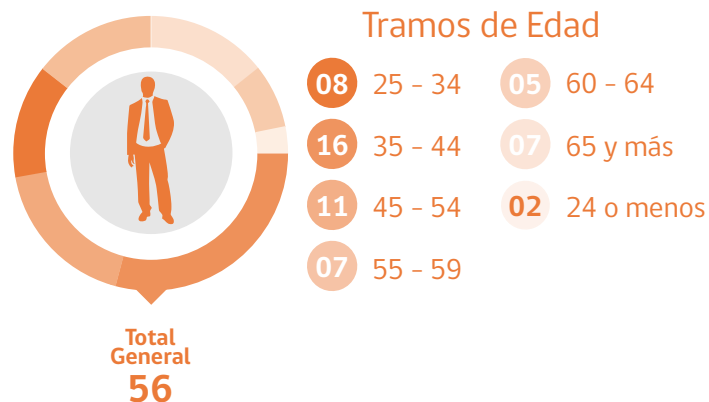 Tramos de Edad
08 25 – 34
16 35 – 44
11 45 – 54
07 55 – 59
05 60 – 64
07 65 y más
02 24 o menos
Total
General
56